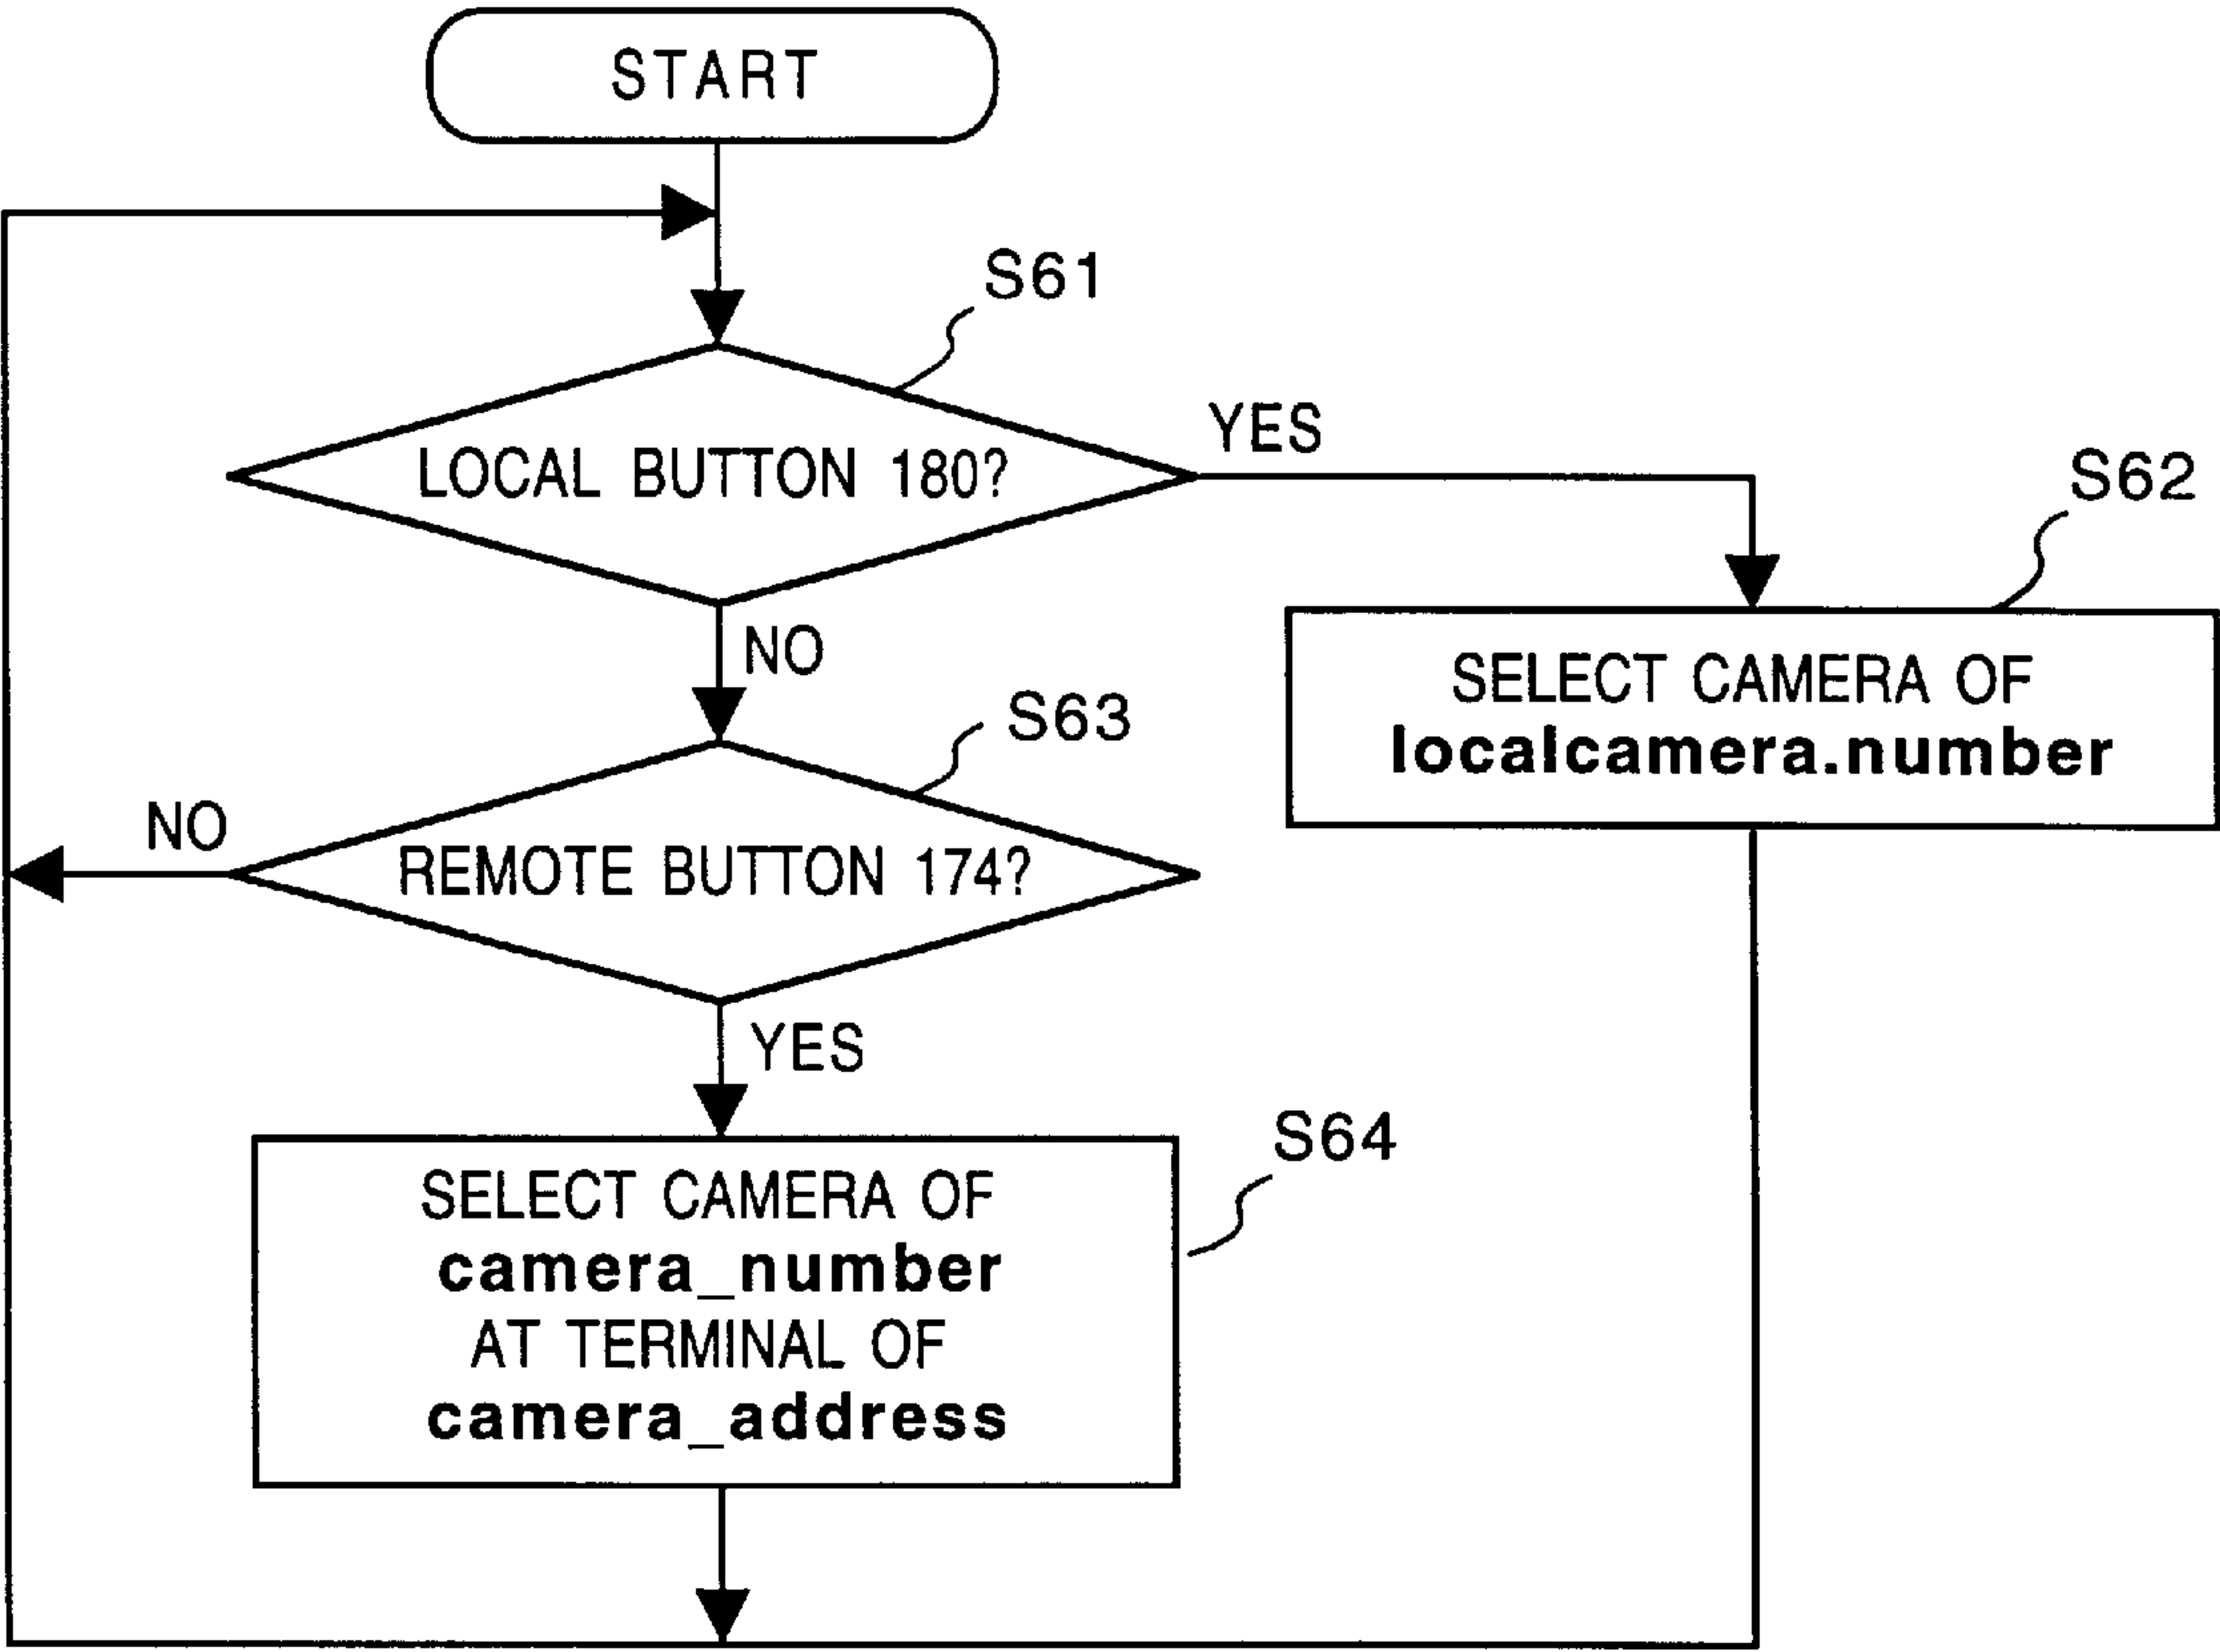 START
S61
LOCAL BUTTON 180?
YES
S62
SELECT CAMERA OF
localcamera.number
NO
S63
REMOTE BUTTON 174?
NO
YES
S64
SELECT CAMERA OF
camera_number
AT TERMINAL OF
camera_address